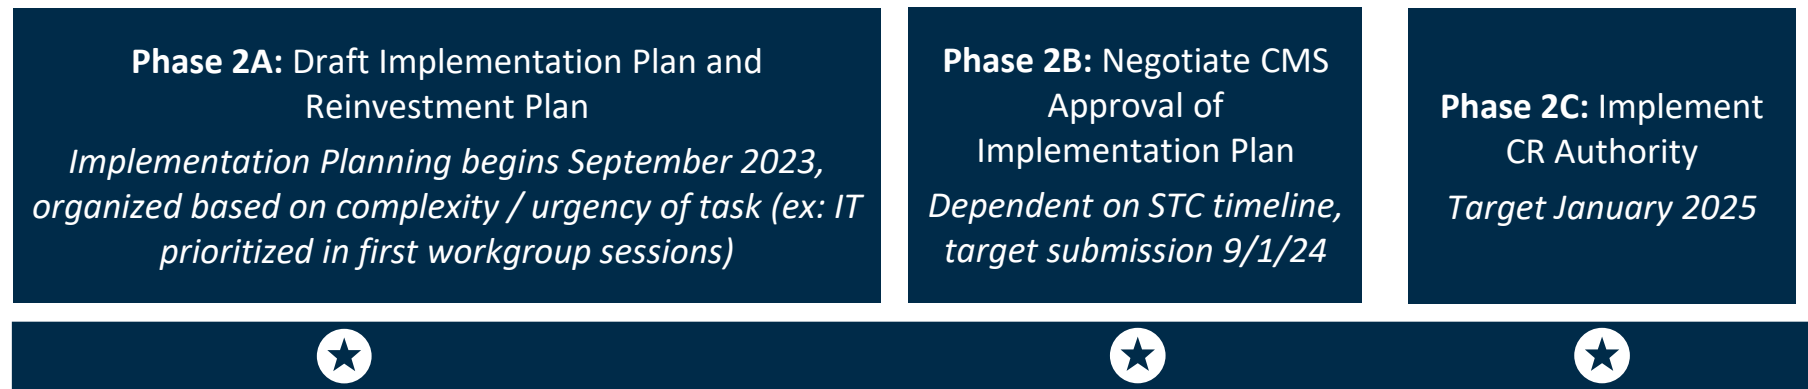 Phase 2A: Draft Implementation Plan and
Reinvestment Plan
Implementation Planning begins September 2023,
organized based on complexity / urgency of task (ex: IT
prioritized in first workgroup sessions)
Phase 2B: Negotiate CMS
Approval of
Implementation Plan
Dependent on STC timeline,
target submission 9/1/24
Phase 2C: Implement
CR Authority
Target January 2025